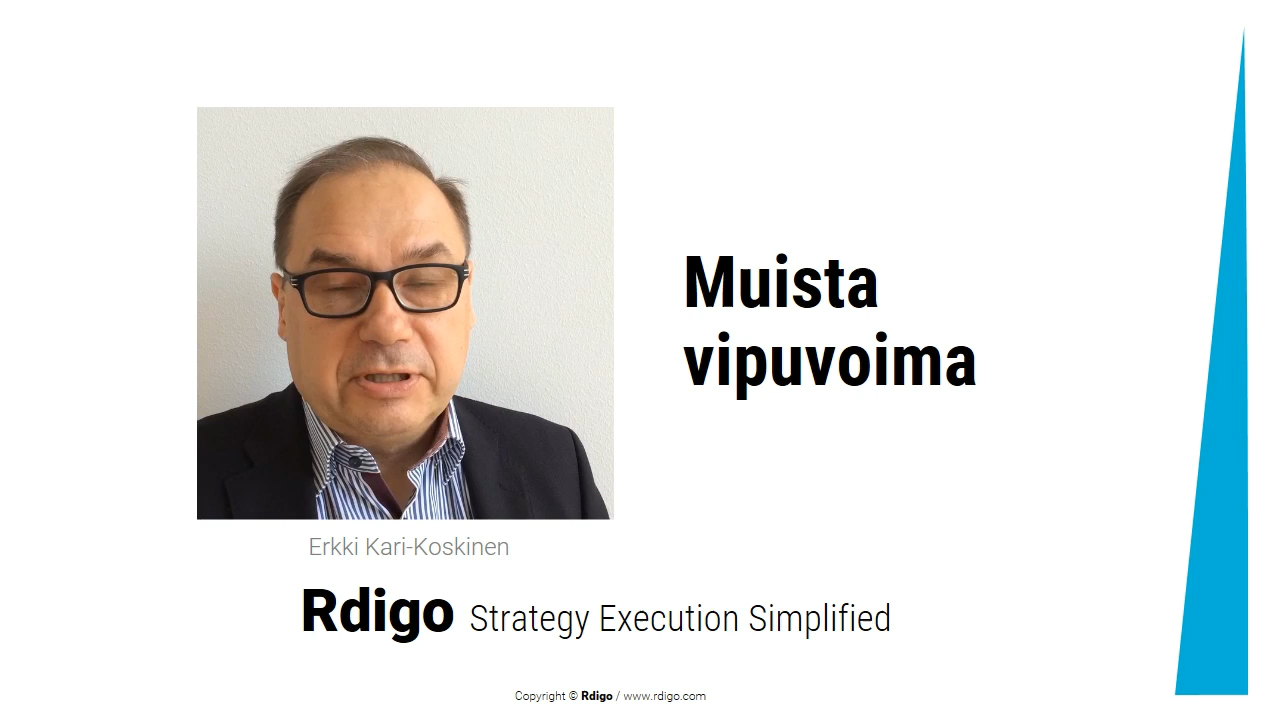 Muista
vipuvoima
Erkki Kari-Koskinen
Rdigo Strategy Execution Simplified
Copyright © Rdigo / www.rdigo.com